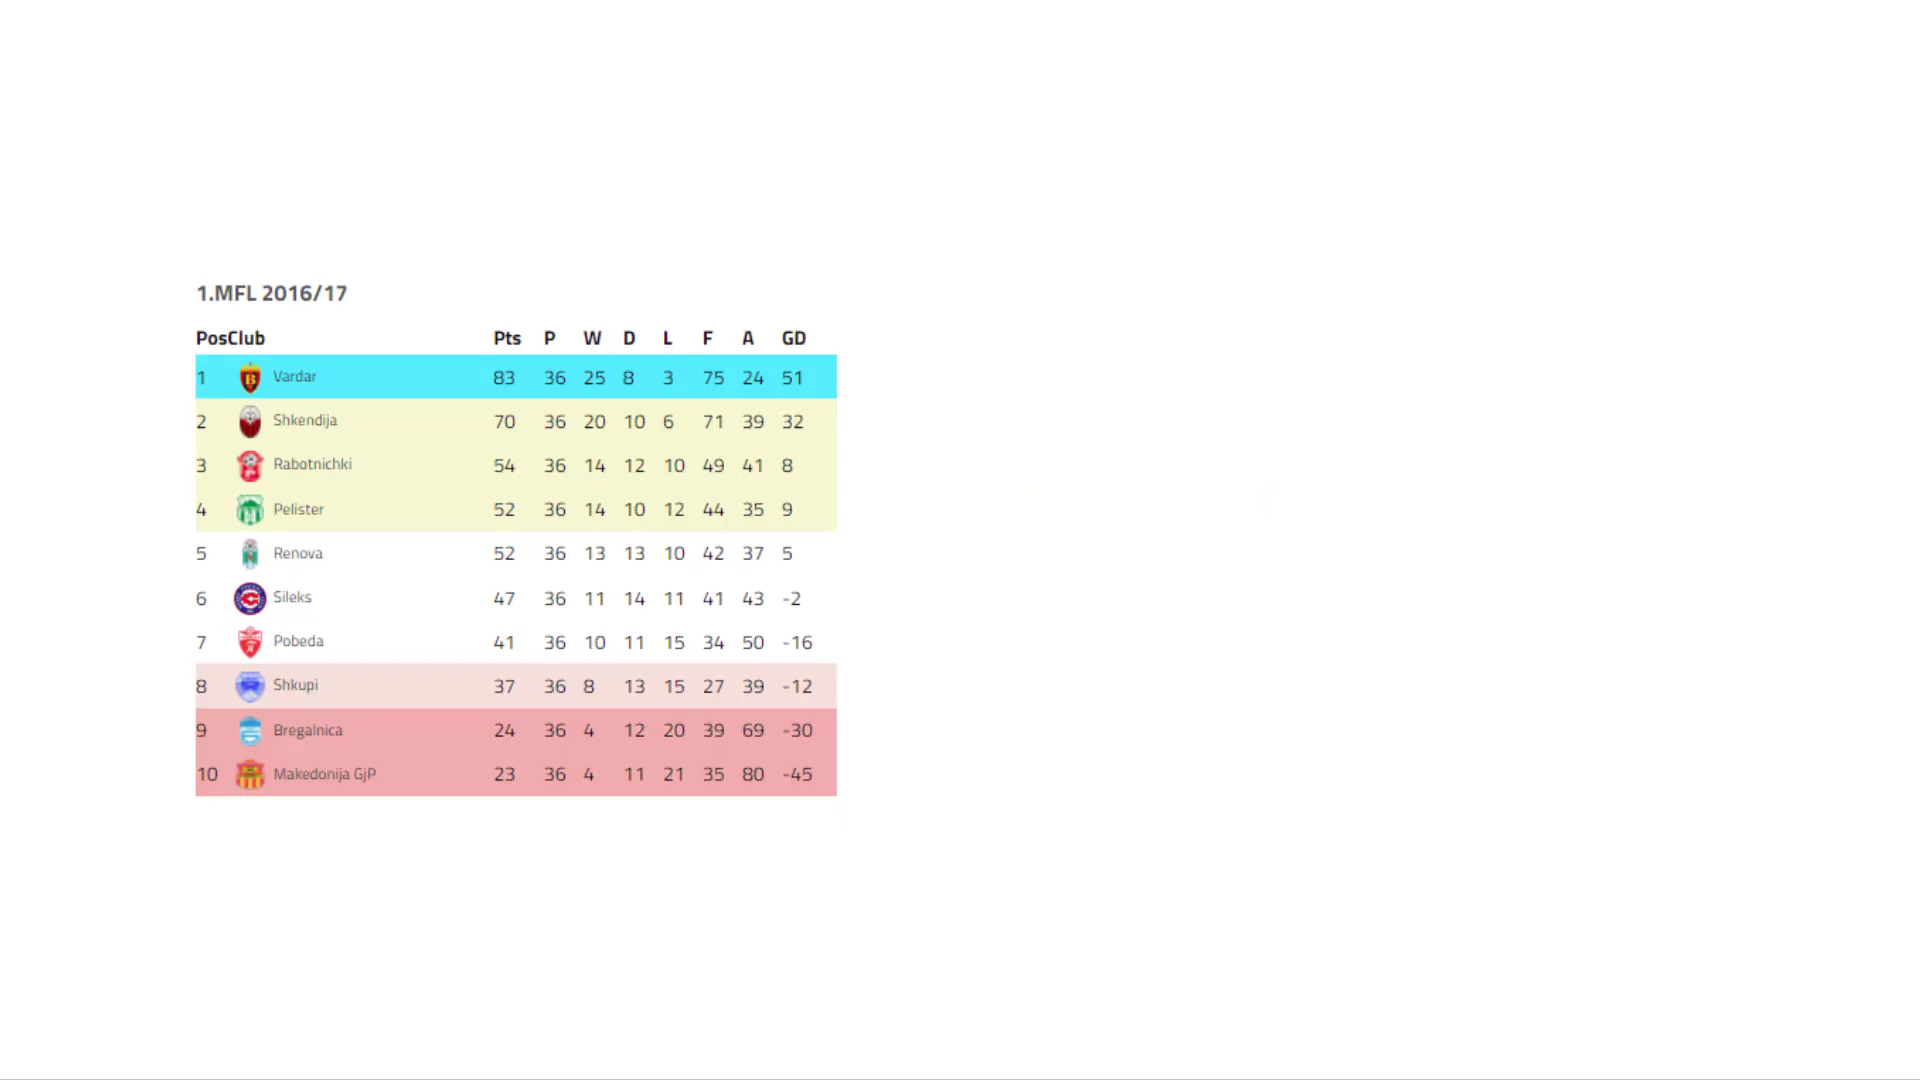 1.MFL 2016/17
PosClub Pts P W D L F A GD
1 Vardar 83 36 25 8 3 75 24 51
2 Shkendija 70 36 20 10 6 71 39 32
3 Rabotnichki 54 36 14 12 10 49 41 8
4 Pelister 52 36 14 10 12 44 35 9
5 Renova 52 36 13 13 10 42 37 5
6 Sileks 47 36 11 14 11 41 43 -2
7 Pobeda 41 36 10 11 15 34 50 -16
8 Shkupi 37 36 8 13 15 27 39 -12
9 Bregalnica 24 36 4 12 20 39 69 -30
10 Makedonija GjP 23 36 4 11 21 35 80 -45